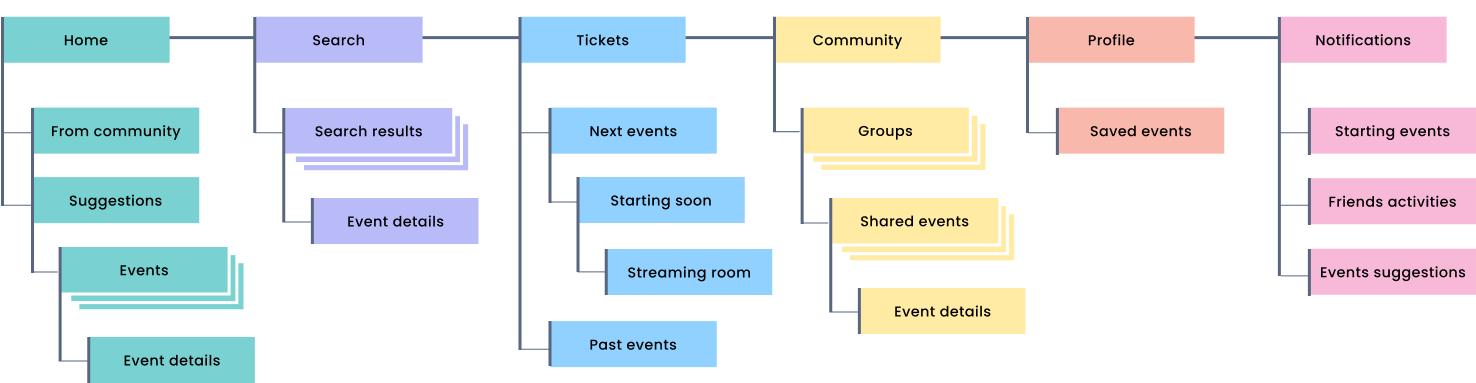 Home
Search
Tickets
Community
Profile
Notifications
From community
Search results
Next events
Groups
Saved events
Starting events
Suggestions
Event details
Starting soon
Shared events
Friends activities
Events
Streaming room
Event details
Events suggestions
Event details
Past events